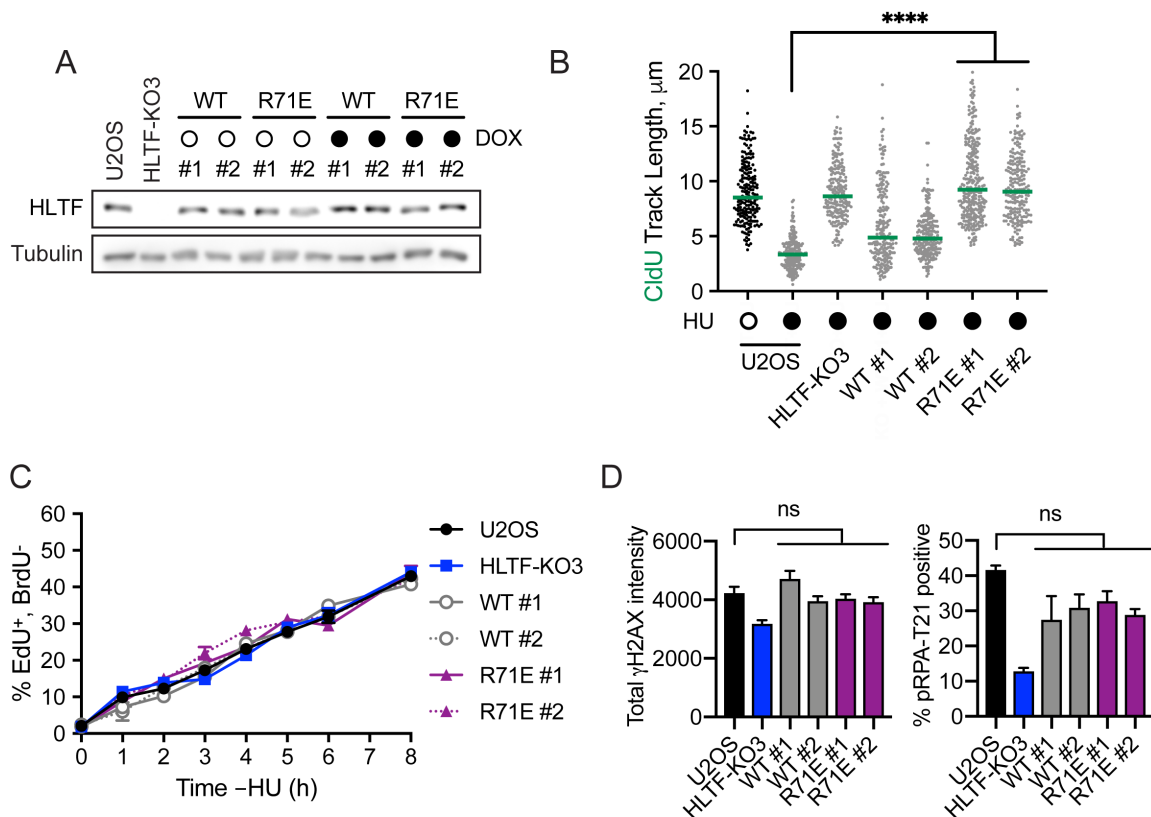 A
U2OS
HLTF-KO3
WT R71E WT R71E
DOX
#1 #2 #1 #2 #1 #2 #1 #2
HLTF
Tubulin
B
****
CldU Track Length, μm
20
15
10
5
0
HU
U2OS
HLTF-KO3
WT #1
WT #2
R71E #1
R71E #2
C
% EdU⁺, BrdU⁻
60
50
40
30
20
10
0
0 1 2 3 4 5 6 7 8
Time –HU (h)
U2OS
HLTF-KO3
WT #1
WT #2
R71E #1
R71E #2
D
ns
Total γH2AX intensity
6000
4000
2000
0
U2OS
HLTF-KO3
WT #1
WT #2
R71E #1
R71E #2
ns
% pRPA-T21 positive
50
40
30
20
10
0
U2OS
HLTF-KO3
WT #1
WT #2
R71E #1
R71E #2